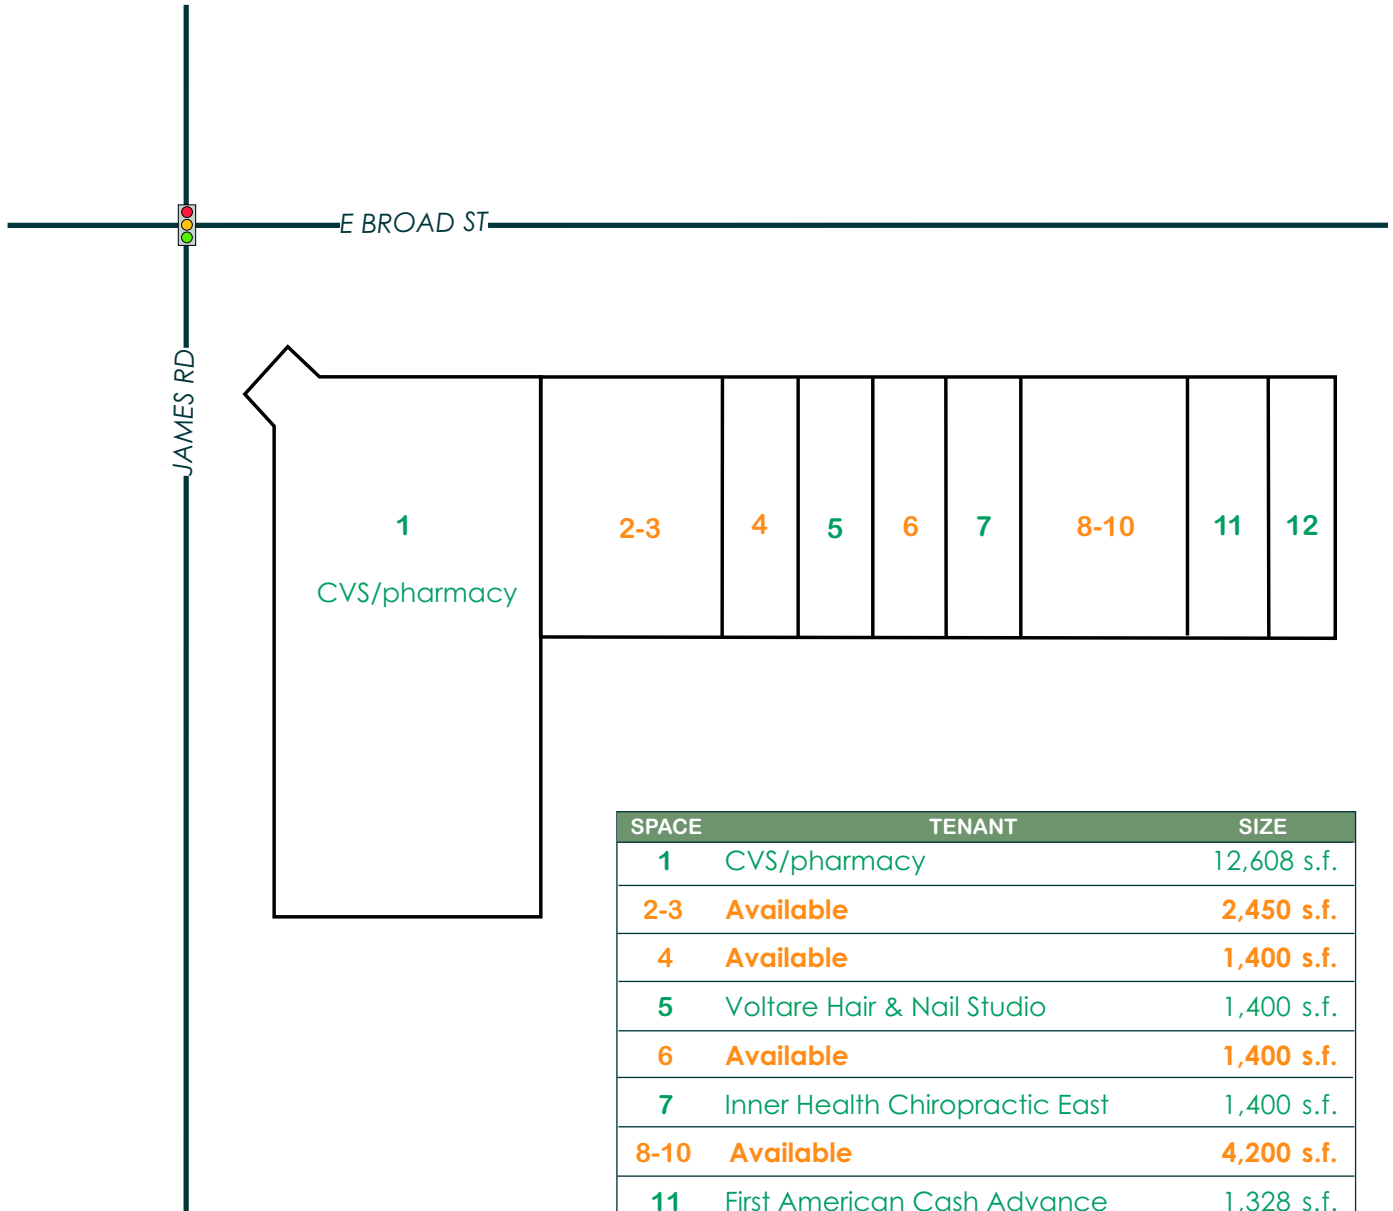 E BROAD ST
JAMES RD
1
CVS/pharmacy
2-3
4
5
6
7
8-10
11
12
SPACE TENANT SIZE
1 CVS/pharmacy 12,608 s.f.
2-3 Available 2,450 s.f.
4 Available 1,400 s.f.
5 Voltare Hair & Nail Studio 1,400 s.f.
6 Available 1,400 s.f.
7 Inner Health Chiropractic East 1,400 s.f.
8-10 Available 4,200 s.f.
11 First American Cash Advance 1,328 s.f.